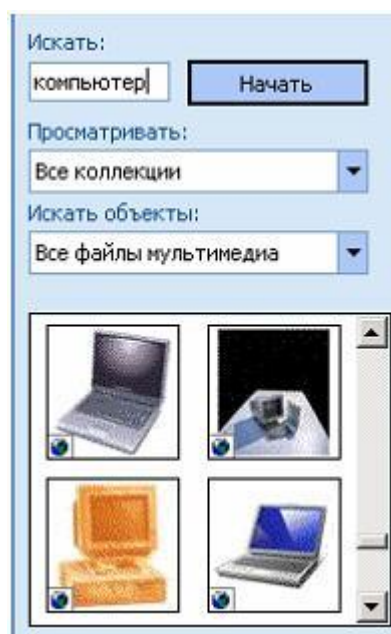 Искать:
компьютер
Начать
Просматривать:
Все коллекции
Искать объекты:
Все файлы мультимедиа